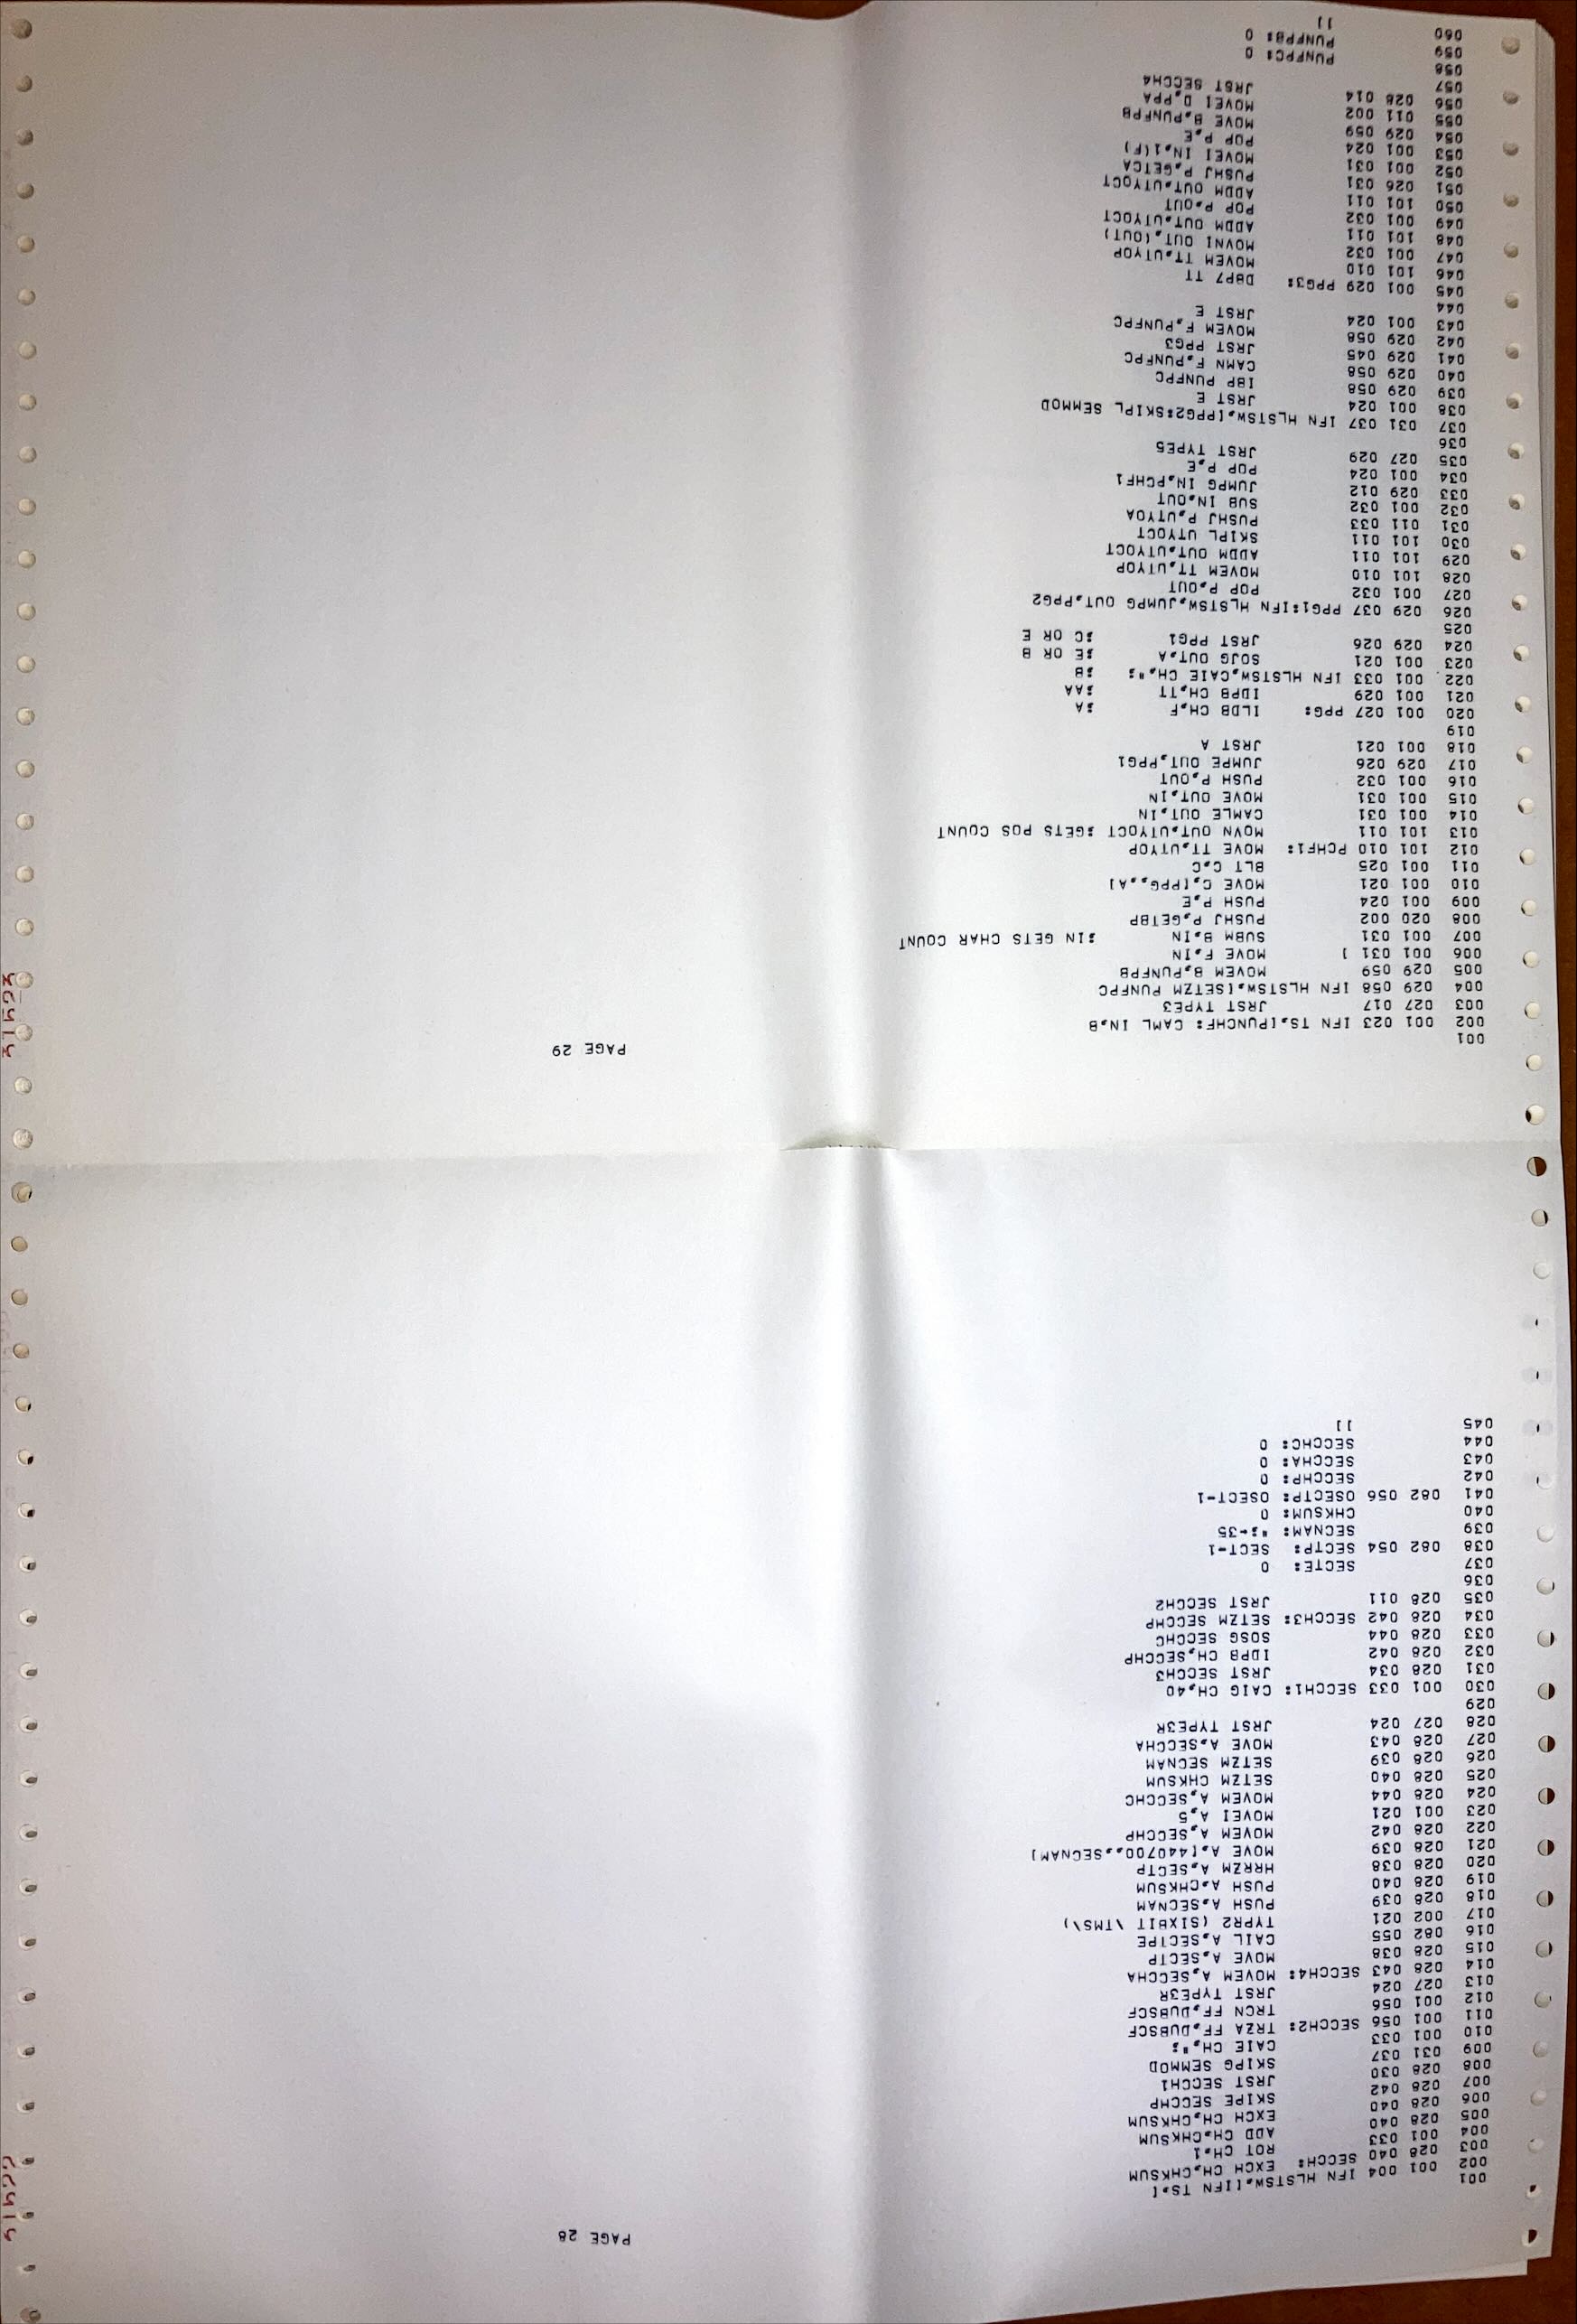 PAGE 28
001
002 001 004 IFN HLSTSW,[IFN TS,[
003 028 040 SECCH: EXCH CH,CHKSUM
004 001 033 ROT CH,1
005 028 040 ADD CH,CHKSUM
006 028 040 EXCH CH,CHKSUM
007 028 042 SKIPE SECCHP
008 028 030 JRST SECCH1
009 031 037 SKIPG SEMMOD
010 001 033 CAIE CH,";
011 001 056 SECCH2: TRZA FF,DUBSCF
012 001 056 TRCN FF,DUBSCF
013 027 024 JRST TYPE3R
014 028 043 SECCH4: MOVEM A,SECCHA
015 028 038 MOVE A,SECTP
016 082 055 CAIL A,SECTPE
017 002 021 TYPR2 (SIXBIT \TMS\)
018 028 039 PUSH A,SECNAM
019 028 040 PUSH A,CHKSUM
020 028 038 HRRZM A,SECTP
021 028 039 MOVE A,[440700,,SECNAM]
022 028 042 MOVEM A,SECCHP
023 001 021 MOVEI A,5
024 028 044 MOVEM A,SECCHC
025 028 040 SETZM CHKSUM
026 028 039 SETZM SECNAM
027 028 043 MOVE A,SECCHA
028 027 024 JRST TYPE3R
029
030 001 033 SECCH1: CAIG CH,40
031 028 034 JRST SECCH3
032 028 042 IDPB CH,SECCHP
033 028 044 SOSG SECCHC
034 028 042 SECCH3: SETZM SECCHP
035 028 011 JRST SECCH2
036
037 SECTE: 0
038 082 054 SECTP: SECT-1
039 SECNAM: ";←35
040 CHKSUM: 0
041 082 056 OSECTP: OSECT-1
042 SECCHP: 0
043 SECCHA: 0
044 SECCHC: 0
045 ]]
PAGE 29
001
002 001 023 IFN TS,[PUNCHF: CAML IN,B
003 027 017 JRST TYPE3
004 029 058 IFN HLSTSW,[SETZM PUNFPC
005 029 059 MOVEM B,PUNFPB
006 001 031 ] MOVE F,IN
007 001 031 SUBM B,IN ;IN GETS CHAR COUNT
008 020 002 PUSHJ P,GETBP
009 001 024 PUSH P,E
010 001 021 MOVE C,[PPG,,A]
011 001 025 BLT C,C
012 101 010 PCHF1: MOVE TT,UTYOP
013 101 011 MOVN OUT,UTYOCT ;GETS POS COUNT
014 001 031 CAMLE OUT,IN
015 001 031 MOVE OUT,IN
016 001 032 PUSH P,OUT
017 029 026 JUMPE OUT,PPG1
018 001 021 JRST A
019
020 001 027 PPG: ILDB CH,F ;A
021 001 029 IDPB CH,TT ;AA
022 001 033 IFN HLSTSW,CAIE CH,"; ;B
023 001 021 SOJG OUT,A ;E OR B
024 029 026 JRST PPG1 ;C OR E
025
026 029 037 PPG1:IFN HLSTSW,JUMPG OUT,PPG2
027 001 032 POP P,OUT
028 101 010 MOVEM TT,UTYOP
029 101 011 ADDM OUT,UTYOCT
030 101 011 SKIPL UTYOCT
031 011 033 PUSHJ P,UTYOA
032 001 032 SUB IN,OUT
033 029 012 JUMPG IN,PCHF1
034 001 024 POP P,E
035 027 029 JRST TYPE5
036
037 031 037 IFN HLSTSW,[PPG2:SKIPL SEMMOD
038 001 024 JRST E
039 029 058 IBP PUNFPC
040 029 058 CAMN F,PUNFPC
041 029 045 JRST PPG3
042 029 058 MOVEM F,PUNFPC
043 001 024 JRST E
044
045 001 029 PPG3: DBP7 TT
046 101 010 MOVEM TT,UTYOP
047 001 032 MOVNI OUT,(OUT)
048 101 011 ADDM OUT,UTYOCT
049 001 032 POP P,OUT
050 101 011 ADDM OUT,UTYOCT
051 026 031 PUSHJ P,GETCA
052 001 031 MOVEI IN,1(F)
053 001 024 POP P,E
054 029 059 MOVE B,PUNFPB
055 011 002 MOVEI D,PPA
056 028 014 JRST SECCH4
057
058 PUNFPC: 0
059 PUNFPB: 0
060 ]]